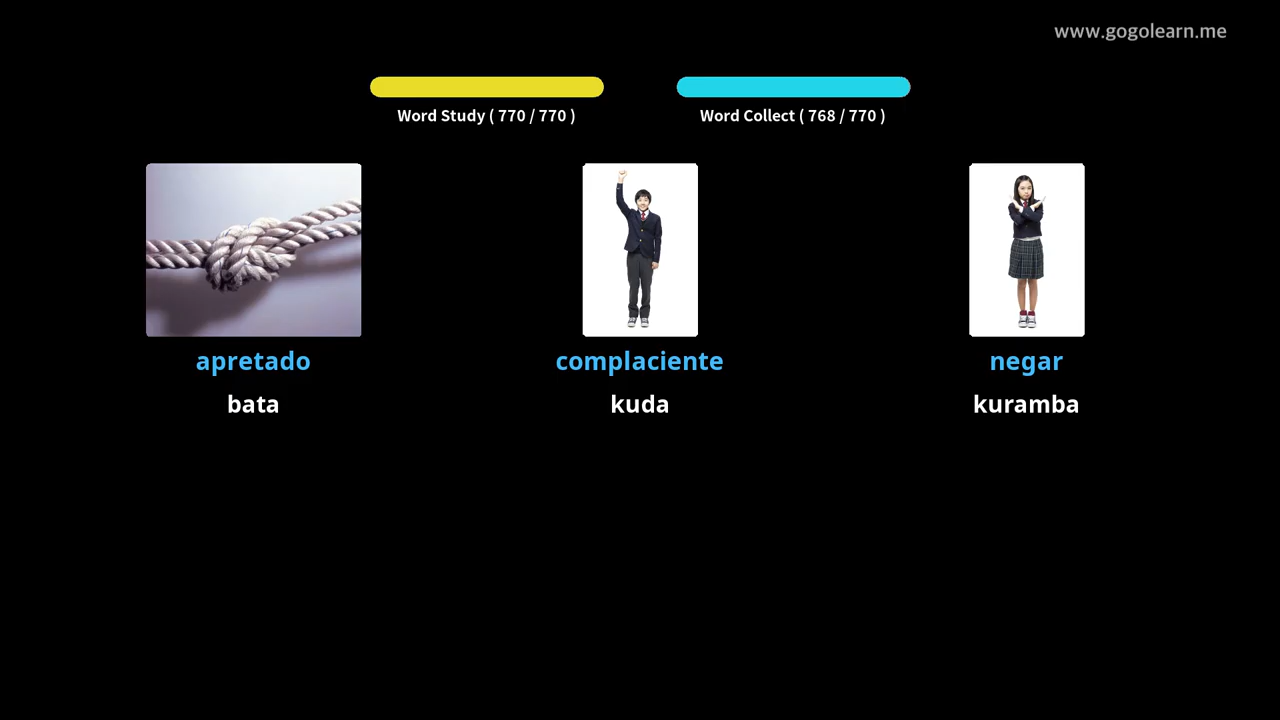 www.gogolearn.me
Word Study ( 770 / 770 )
Word Collect ( 768 / 770 )
apretado
complaciente
negar
bata
kuda
kuramba